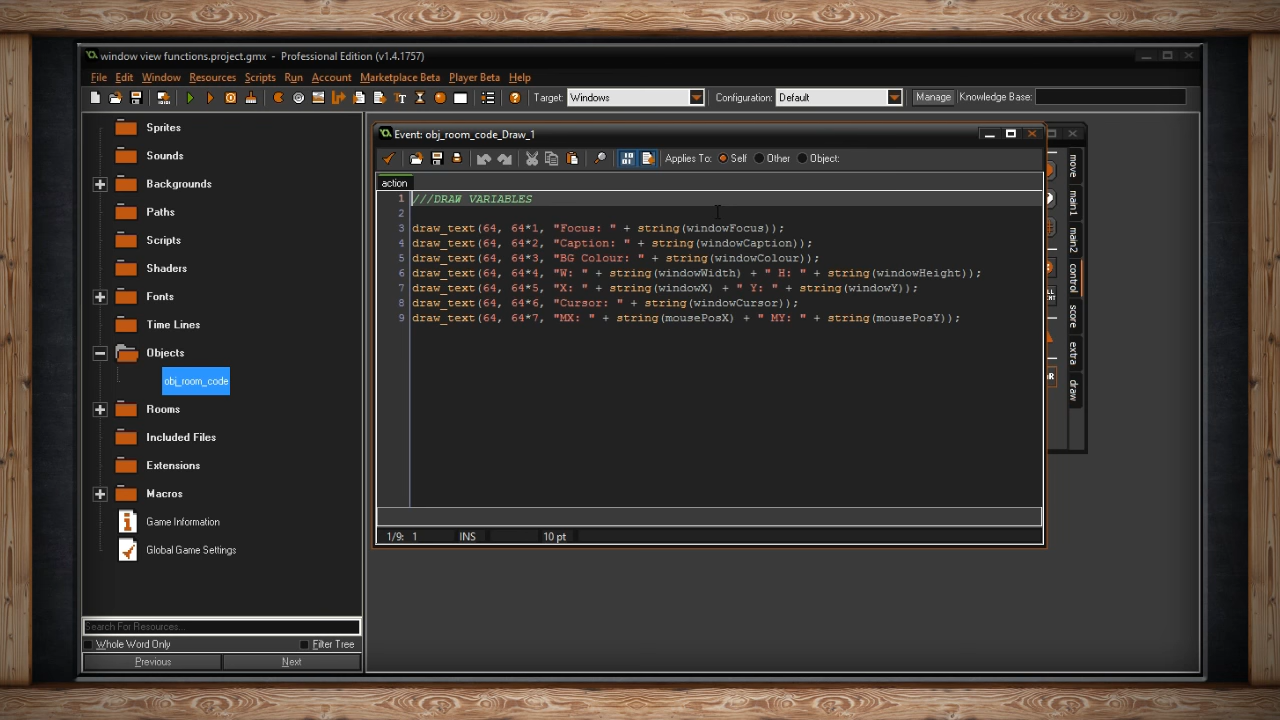 window view functions.project.gmx - Professional Edition (v1.4.1757)
File Edit Window Resources Scripts Run Account Marketplace Beta Player Beta Help
Target: Windows Configuration: Default Manage Knowledge Base:
Sprites
Sounds
Backgrounds
Paths
Scripts
Shaders
Fonts
Time Lines
Objects
obj_room_code
Rooms
Included Files
Extensions
Macros
Game Information
Global Game Settings
Search For Resources...
Whole Word Only Filter Tree
Previous Next
Event: obj_room_code_Draw_1
Applies To: Self Other Object:
action
1 ///DRAW VARIABLES
2
3 draw_text(64, 64*1, "Focus: " + string(windowFocus));
4 draw_text(64, 64*2, "Caption: " + string(windowCaption));
5 draw_text(64, 64*3, "BG Colour: " + string(windowColour));
6 draw_text(64, 64*4, "W: " + string(windowWidth) + " H: " + string(windowHeight));
7 draw_text(64, 64*5, "X: " + string(windowX) + " Y: " + string(windowY));
8 draw_text(64, 64*6, "Cursor: " + string(windowCursor));
9 draw_text(64, 64*7, "MX: " + string(mousePosX) + " MY: " + string(mousePosY));
1/9: 1 INS 10 pt
move
main1
main2
control
score
extra
draw